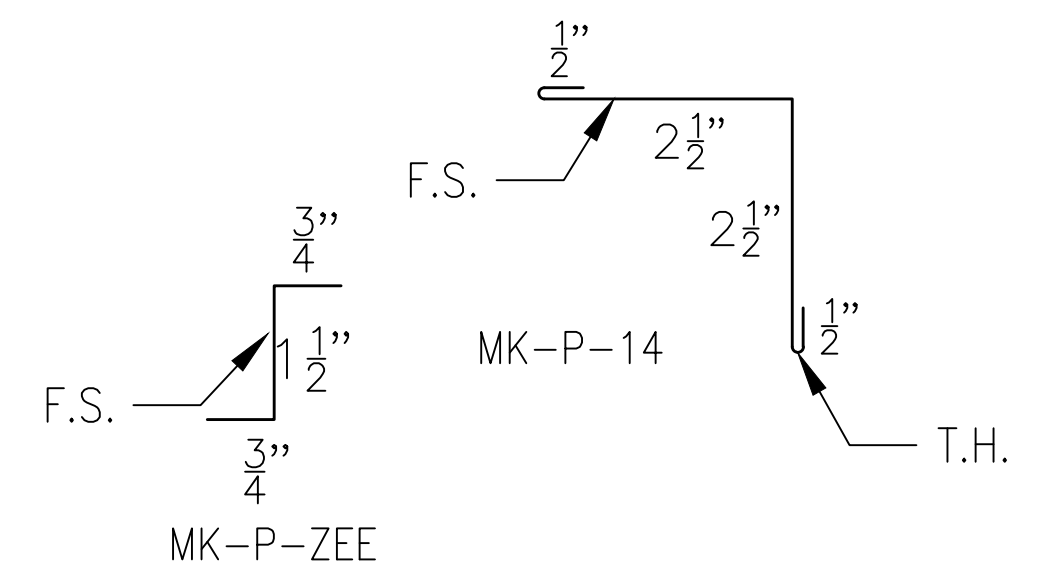 1/2”
2 1/2”
F.S.
2 1/2”
3/4”
1/2”
1 1/2”
MK-P-14
F.S.
T.H.
3/4”
MK-P-ZEE